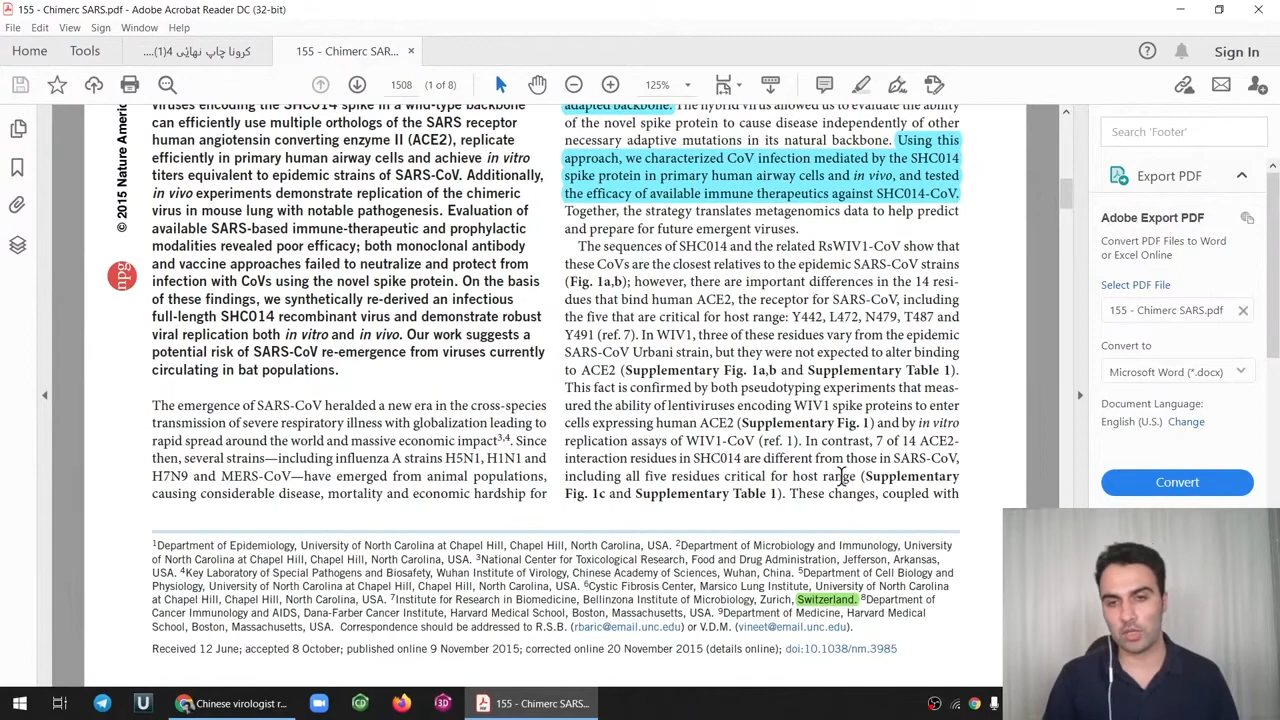 155 - Chimerc SARS.pdf - Adobe Acrobat Reader DC (32-bit)
File Edit View Sign Window Help
Home Tools کرونا چاپ نهایی 4(1).... 155 - Chimerc SAR... × Sign In
1508 (1 of 8) 125%
© 2015 Nature Americ
npg
viruses encoding the SHC014 spike in a wild-type backbone
can efficiently use multiple orthologs of the SARS receptor
human angiotensin converting enzyme II (ACE2), replicate
efficiently in primary human airway cells and achieve in vitro
titers equivalent to epidemic strains of SARS-CoV. Additionally,
in vivo experiments demonstrate replication of the chimeric
virus in mouse lung with notable pathogenesis. Evaluation of
available SARS-based immune-therapeutic and prophylactic
modalities revealed poor efficacy; both monoclonal antibody
and vaccine approaches failed to neutralize and protect from
infection with CoVs using the novel spike protein. On the basis
of these findings, we synthetically re-derived an infectious
full-length SHC014 recombinant virus and demonstrate robust
viral replication both in vitro and in vivo. Our work suggests a
potential risk of SARS-CoV re-emergence from viruses currently
circulating in bat populations.
The emergence of SARS-CoV heralded a new era in the cross-species
transmission of severe respiratory illness with globalization leading to
rapid spread around the world and massive economic impact3,4. Since
then, several strains—including influenza A strains H5N1, H1N1 and
H7N9 and MERS-CoV—have emerged from animal populations,
causing considerable disease, mortality and economic hardship for
adapted backbone. The hybrid virus allowed us to evaluate the ability
of the novel spike protein to cause disease independently of other
necessary adaptive mutations in its natural backbone. Using this
approach, we characterized CoV infection mediated by the SHC014
spike protein in primary human airway cells and in vivo, and tested
the efficacy of available immune therapeutics against SHC014-CoV.
Together, the strategy translates metagenomics data to help predict
and prepare for future emergent viruses.
The sequences of SHC014 and the related RsWIV1-CoV show that
these CoVs are the closest relatives to the epidemic SARS-CoV strains
(Fig. 1a,b); however, there are important differences in the 14 resi-
dues that bind human ACE2, the receptor for SARS-CoV, including
the five that are critical for host range: Y442, L472, N479, T487 and
Y491 (ref. 7). In WIV1, three of these residues vary from the epidemic
SARS-CoV Urbani strain, but they were not expected to alter binding
to ACE2 (Supplementary Fig. 1a,b and Supplementary Table 1).
This fact is confirmed by both pseudotyping experiments that meas-
ured the ability of lentiviruses encoding WIV1 spike proteins to enter
cells expressing human ACE2 (Supplementary Fig. 1) and by in vitro
replication assays of WIV1-CoV (ref. 1). In contrast, 7 of 14 ACE2-
interaction residues in SHC014 are different from those in SARS-CoV,
including all five residues critical for host range (Supplementary
Fig. 1c and Supplementary Table 1). These changes, coupled with
1Department of Epidemiology, University of North Carolina at Chapel Hill, Chapel Hill, North Carolina, USA. 2Department of Microbiology and Immunology, University
of North Carolina at Chapel Hill, Chapel Hill, North Carolina, USA. 3National Center for Toxicological Research, Food and Drug Administration, Jefferson, Arkansas,
USA. 4Key Laboratory of Special Pathogens and Biosafety, Wuhan Institute of Virology, Chinese Academy of Sciences, Wuhan, China. 5Department of Cell Biology and
Physiology, University of North Carolina at Chapel Hill, Chapel Hill, North Carolina, USA. 6Cystic Fibrosis Center, Marsico Lung Institute, University of North Carolina
at Chapel Hill, Chapel Hill, North Carolina, USA. 7Institute for Research in Biomedicine, Bellinzona Institute of Microbiology, Zurich, Switzerland. 8Department of
Cancer Immunology and AIDS, Dana-Farber Cancer Institute, Harvard Medical School, Boston, Massachusetts, USA. 9Department of Medicine, Harvard Medical
School, Boston, Massachusetts, USA. Correspondence should be addressed to R.S.B. (rbaric@email.unc.edu) or V.D.M. (vineet@email.unc.edu).
Received 12 June; accepted 8 October; published online 9 November 2015; corrected online 20 November 2015 (details online); doi:10.1038/nm.3985
Search 'Footer'
Export PDF
Adobe Export PDF
Convert PDF Files to Word
or Excel Online
Select PDF File
155 - Chimerc SARS.pdf
Convert to
Microsoft Word (*.docx)
Document Language:
English (U.S.) Change
Convert
Chinese virologist r...
155 - Chimerc SARS...